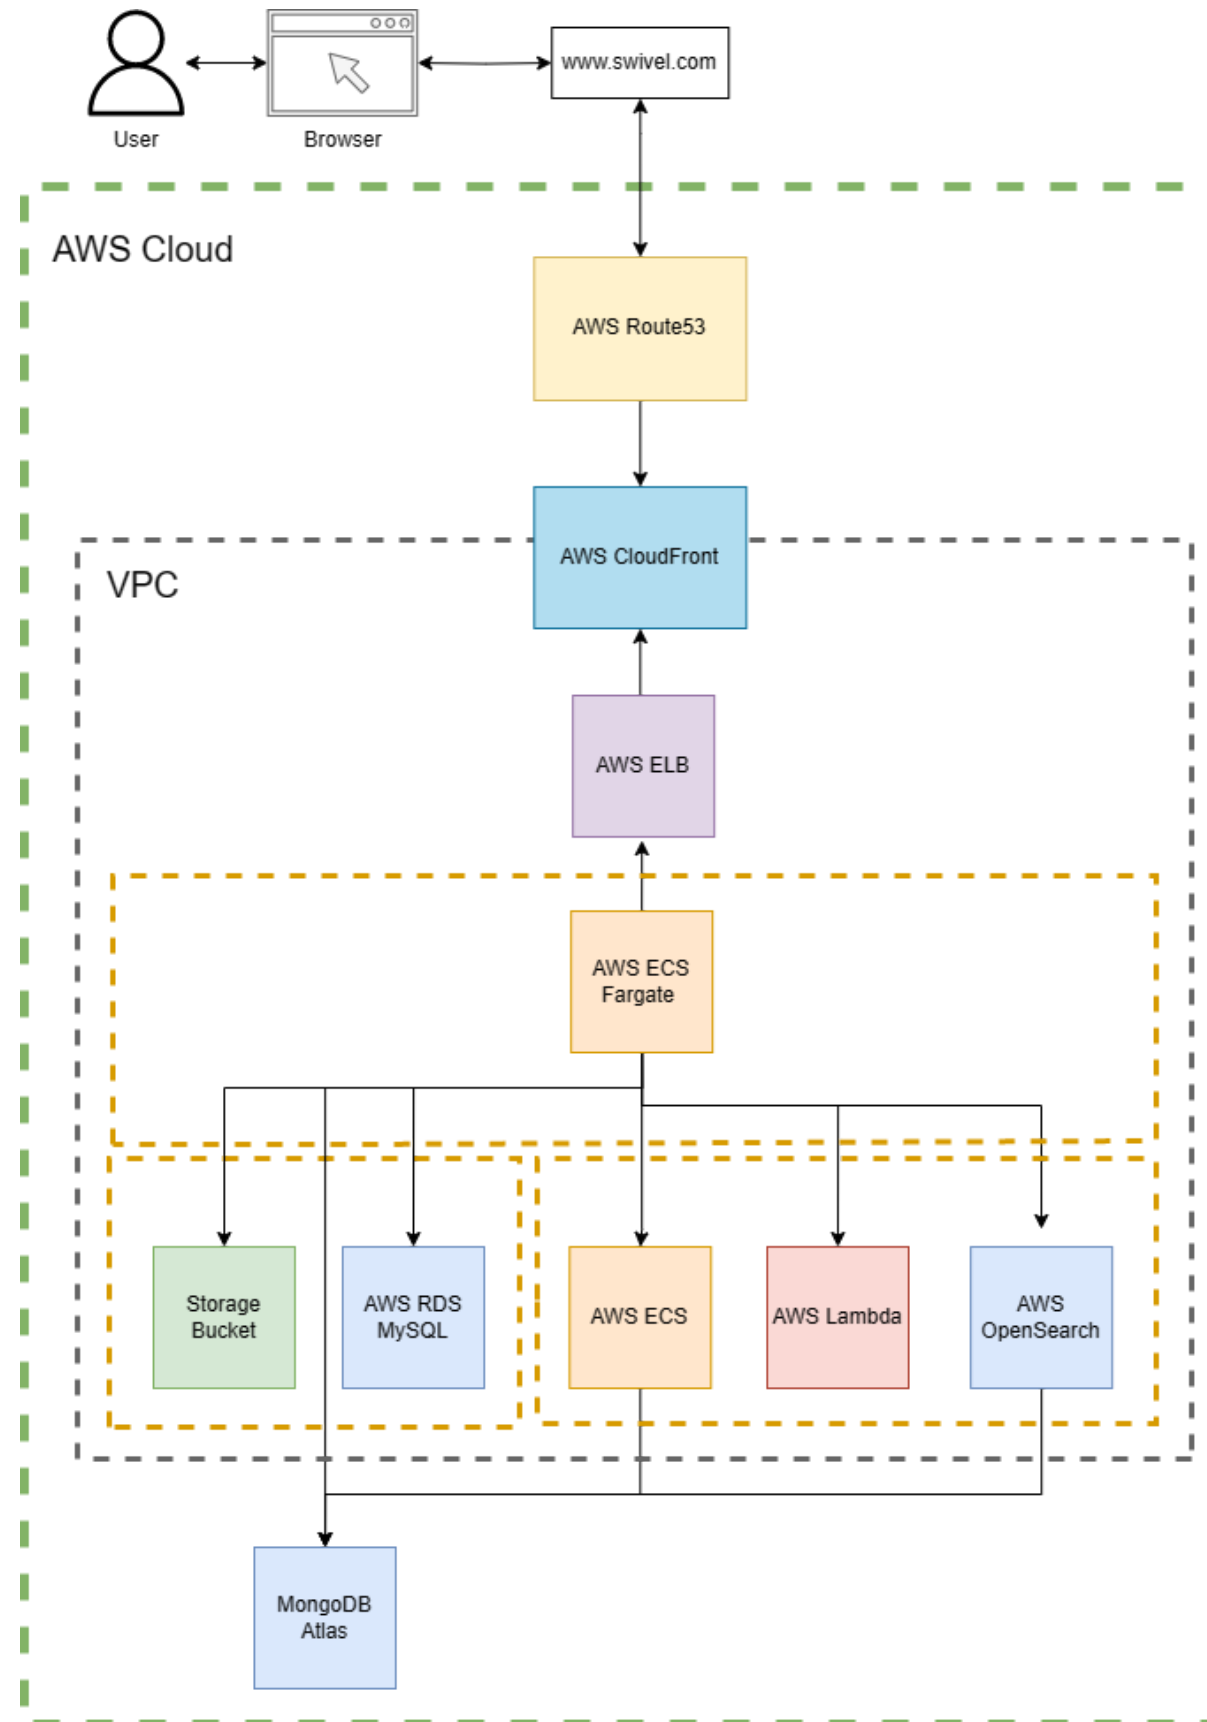 www.swivel.com
User
Browser
AWS Cloud
AWS Route53
AWS CloudFront
VPC
AWS ELB
AWS ECS
Fargate
Storage
Bucket
AWS RDS
MySQL
AWS ECS
AWS Lambda
AWS
OpenSearch
MongoDB
Atlas